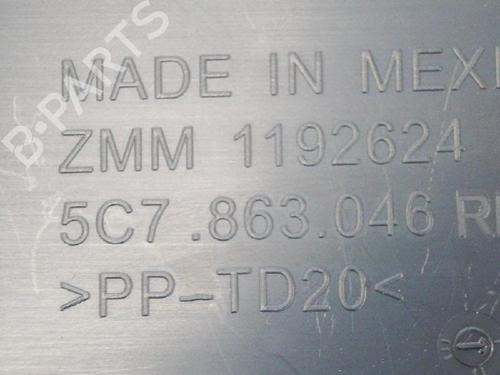 B-PARTS
MADE IN MEXI
ZMM 1192624
5C7.863.046
>PP-TD20<